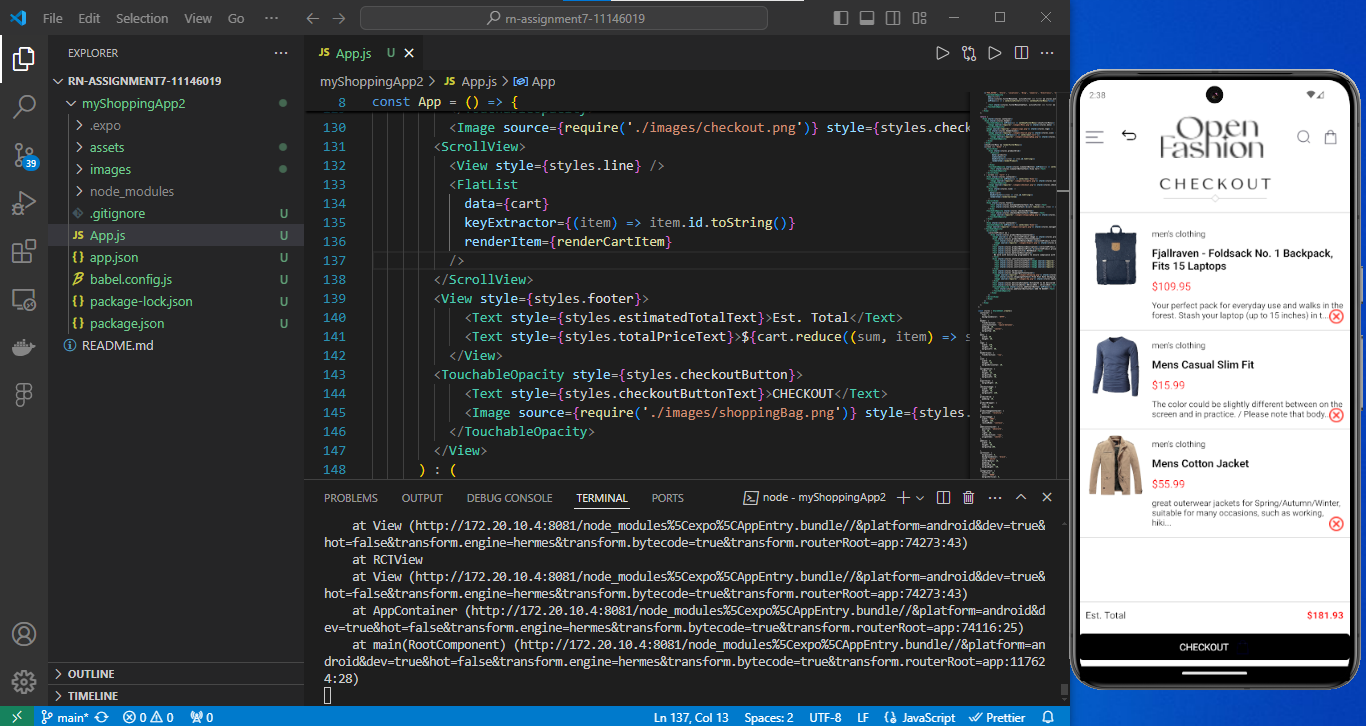 File Edit Selection View Go ··· rn-assignment7-11146019
EXPLORER ···
RN-ASSIGNMENT7-11146019
myShoppingApp2
.expo
assets
images
node_modules
.gitignore U
JS App.js U
{} app.json U
babel.config.js U
{} package-lock.json U
{} package.json U
README.md
39
OUTLINE
TIMELINE
JS App.js U
myShoppingApp2 > JS App.js > App
8 const App = () => {
130 <Image source={require('./images/checkout.png')} style={styles.check
131 <ScrollView>
132 <View style={styles.line} />
133 <FlatList
134 data={cart}
135 keyExtractor={(item) => item.id.toString()}
136 renderItem={renderCartItem}
137 />
138 </ScrollView>
139 <View style={styles.footer}>
140 <Text style={styles.estimatedTotalText}>Est. Total</Text>
141 <Text style={styles.totalPriceText}>${cart.reduce((sum, item) => s
142 </View>
143 <TouchableOpacity style={styles.checkoutButton}>
144 <Text style={styles.checkoutButtonText}>CHECKOUT</Text>
145 <Image source={require('./images/shoppingBag.png')} style={styles.
146 </TouchableOpacity>
147 </View>
148 ) : (
PROBLEMS OUTPUT DEBUG CONSOLE TERMINAL PORTS node - myShoppingApp2
at View (http://172.20.10.4:8081/node_modules%5Cexpo%5CAppEntry.bundle//&platform=android&dev=true&
hot=false&transform.engine=hermes&transform.bytecode=true&transform.routerRoot=app:74273:43)
at RCTView
at View (http://172.20.10.4:8081/node_modules%5Cexpo%5CAppEntry.bundle//&platform=android&dev=true&
hot=false&transform.engine=hermes&transform.bytecode=true&transform.routerRoot=app:74273:43)
at AppContainer (http://172.20.10.4:8081/node_modules%5Cexpo%5CAppEntry.bundle//&platform=android&d
ev=true&hot=false&transform.engine=hermes&transform.bytecode=true&transform.routerRoot=app:74116:25)
at main(RootComponent) (http://172.20.10.4:8081/node_modules%5Cexpo%5CAppEntry.bundle//&platform=an
droid&dev=true&hot=false&transform.engine=hermes&transform.bytecode=true&transform.routerRoot=app:11762
4:28)
main* 0 0 0 Ln 137, Col 13 Spaces: 2 UTF-8 LF {} JavaScript Prettier
2:38
Open
Fashion
CHECKOUT
men's clothing
Fjallraven - Foldsack No. 1 Backpack,
Fits 15 Laptops
$109.95
Your perfect pack for everyday use and walks in the
forest. Stash your laptop (up to 15 inches) in t...
men's clothing
Mens Casual Slim Fit
$15.99
The color could be slightly different between on the
screen and in practice. / Please note that body...
men's clothing
Mens Cotton Jacket
$55.99
great outerwear jackets for Spring/Autumn/Winter,
suitable for many occasions, such as working,
hiki...
Est. Total $181.93
CHECKOUT